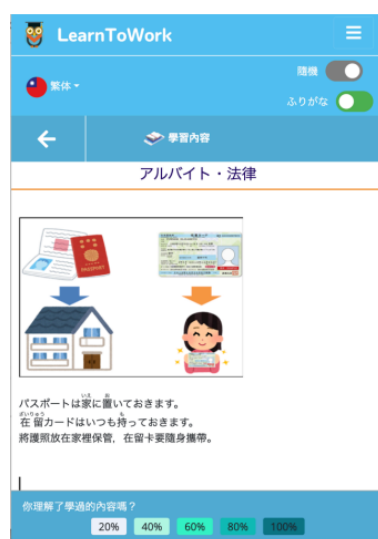 LearnToWork
隨機
繁体
ふりがな
學習內容
アルバイト・法律
PASSPORT
パスポートは家に置いておきます。
在留カードはいつも持っておきます。
將護照放在家裡保管，在留卡要隨身攜帶。
你理解了學過的內容嗎？
20% 40% 60% 80% 100%